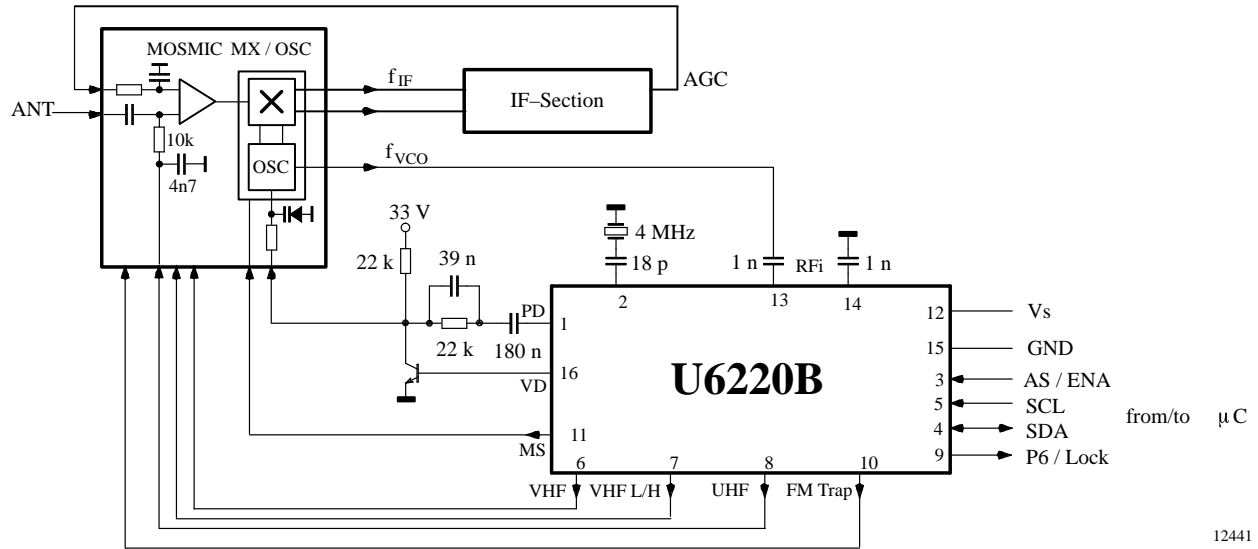 MOSMIC MX / OSC
f IF
AGC
IF–Section
ANT
10k
4n7
OSC
f VCO
33 V
22 k
39 n
4 MHz
18 p
1 n
RFi
1 n
2
13
14
PD
1
22 k
180 n
VD
16
U6220B
12
Vs
15
GND
3
AS / ENA
5
SCL
4
SDA
from/to μC
9
P6 / Lock
MS
11
6
7
8
10
VHF
VHF L/H
UHF
FM Trap
12441